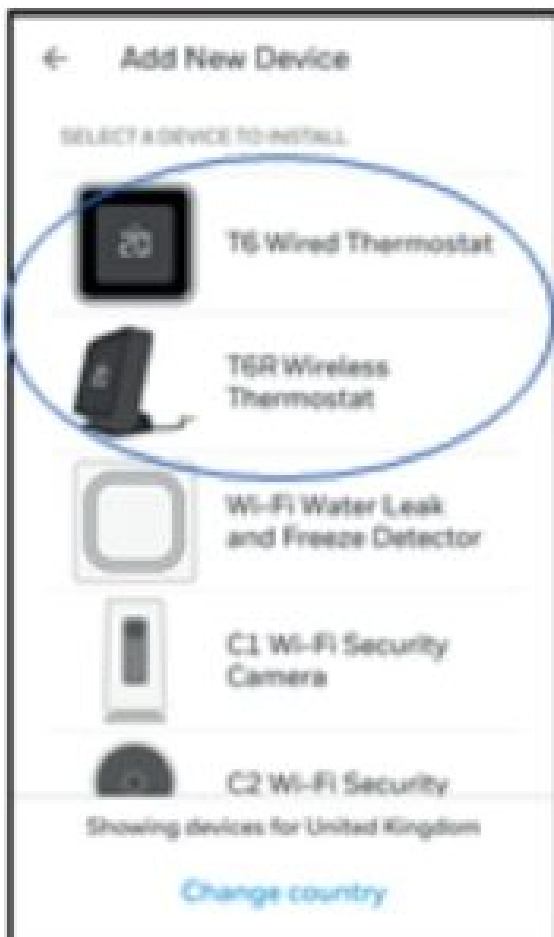 Add New Device
SELECT A DEVICE TO INSTALL
20
T6 Wired Thermostat
T6R Wireless
Thermostat
Wi-Fi Water Leak
and Freeze Detector
C1 Wi-Fi Security
Camera
C2 Wi-Fi Security
Showing devices for United Kingdom
Change country